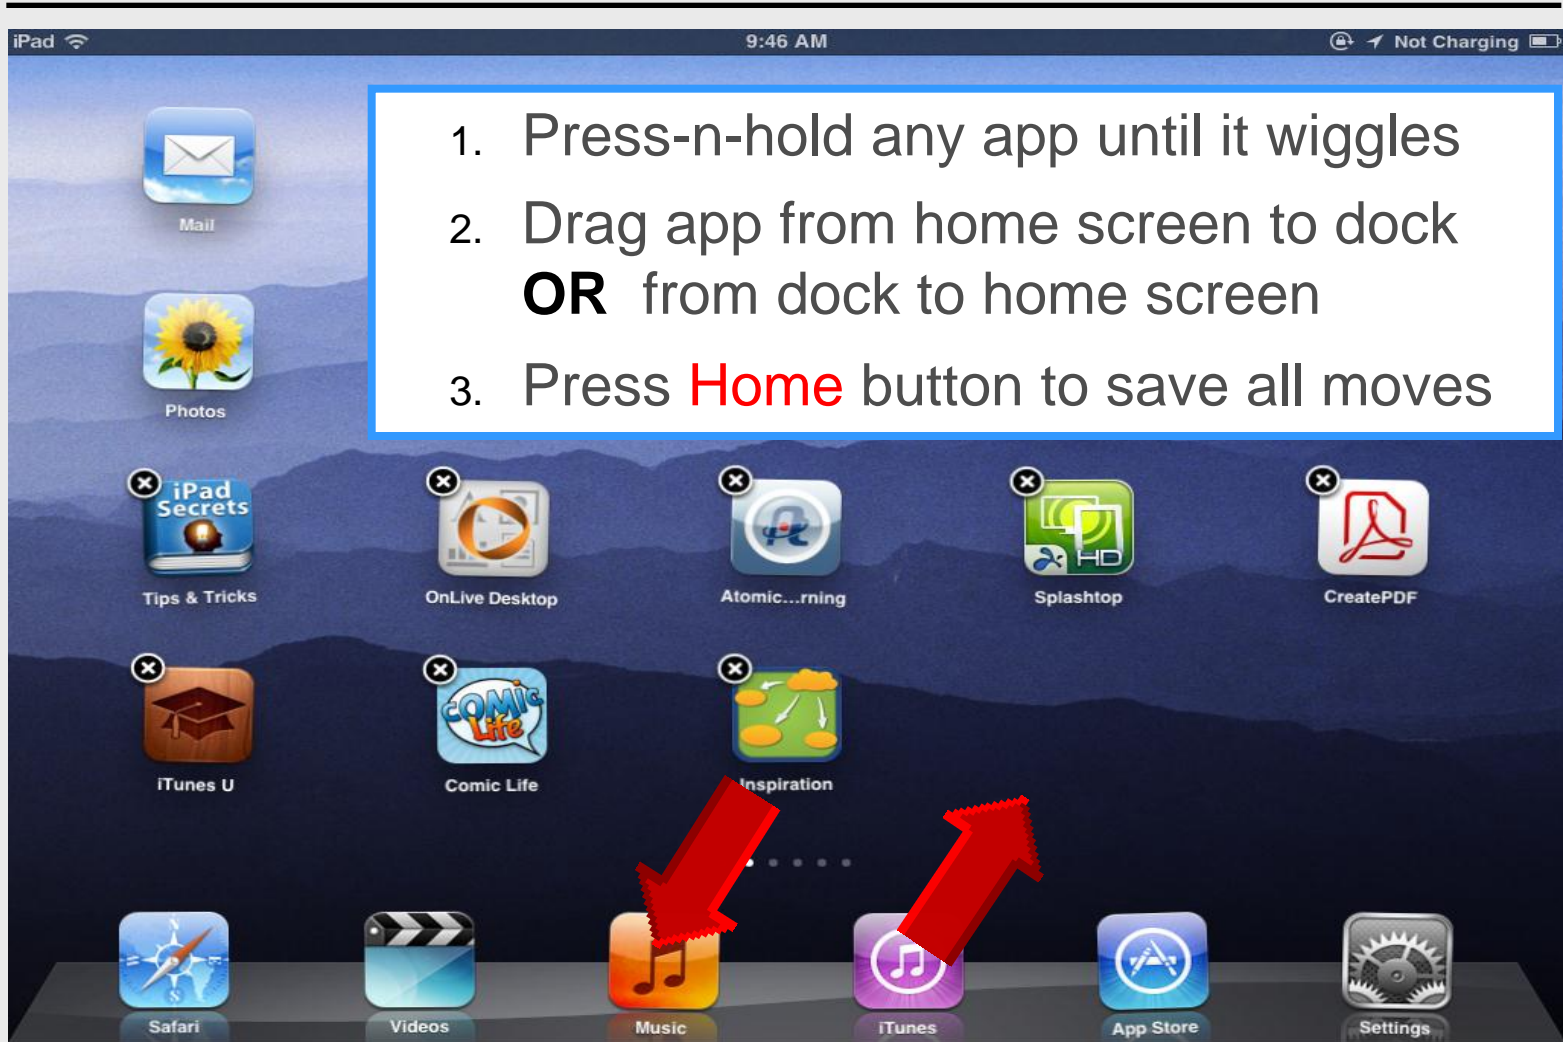 iPad 9:46 AM Not Charging
1. Press-n-hold any app until it wiggles
2. Drag app from home screen to dock
OR from dock to home screen
3. Press Home button to save all moves
Mail
Photos
iPad
Secrets
HD
Tips & Tricks OnLive Desktop Atomic...rning Splashtop CreatePDF
COMIC
Life
iTunes U Comic Life Inspiration
N
E
S
Safari Videos Music iTunes App Store Settings